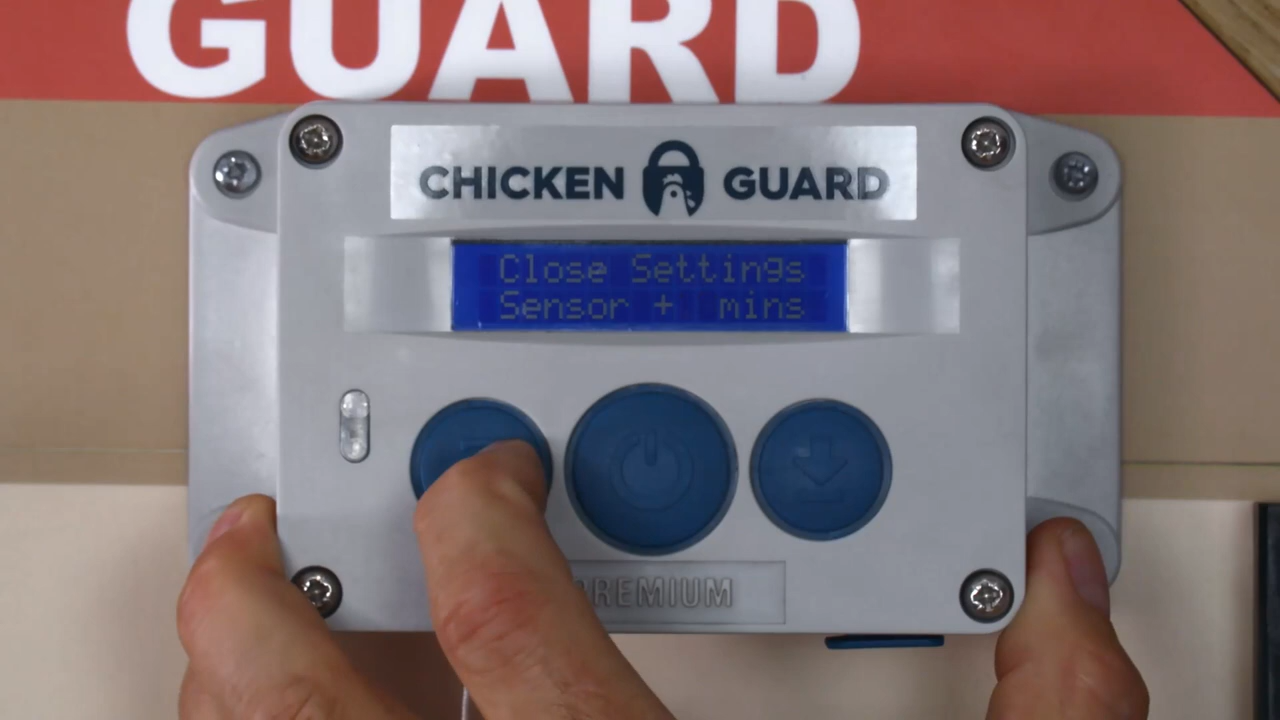 GUARD
CHICKEN GUARD
Close Settings
Sensor + mins
PREMIUM